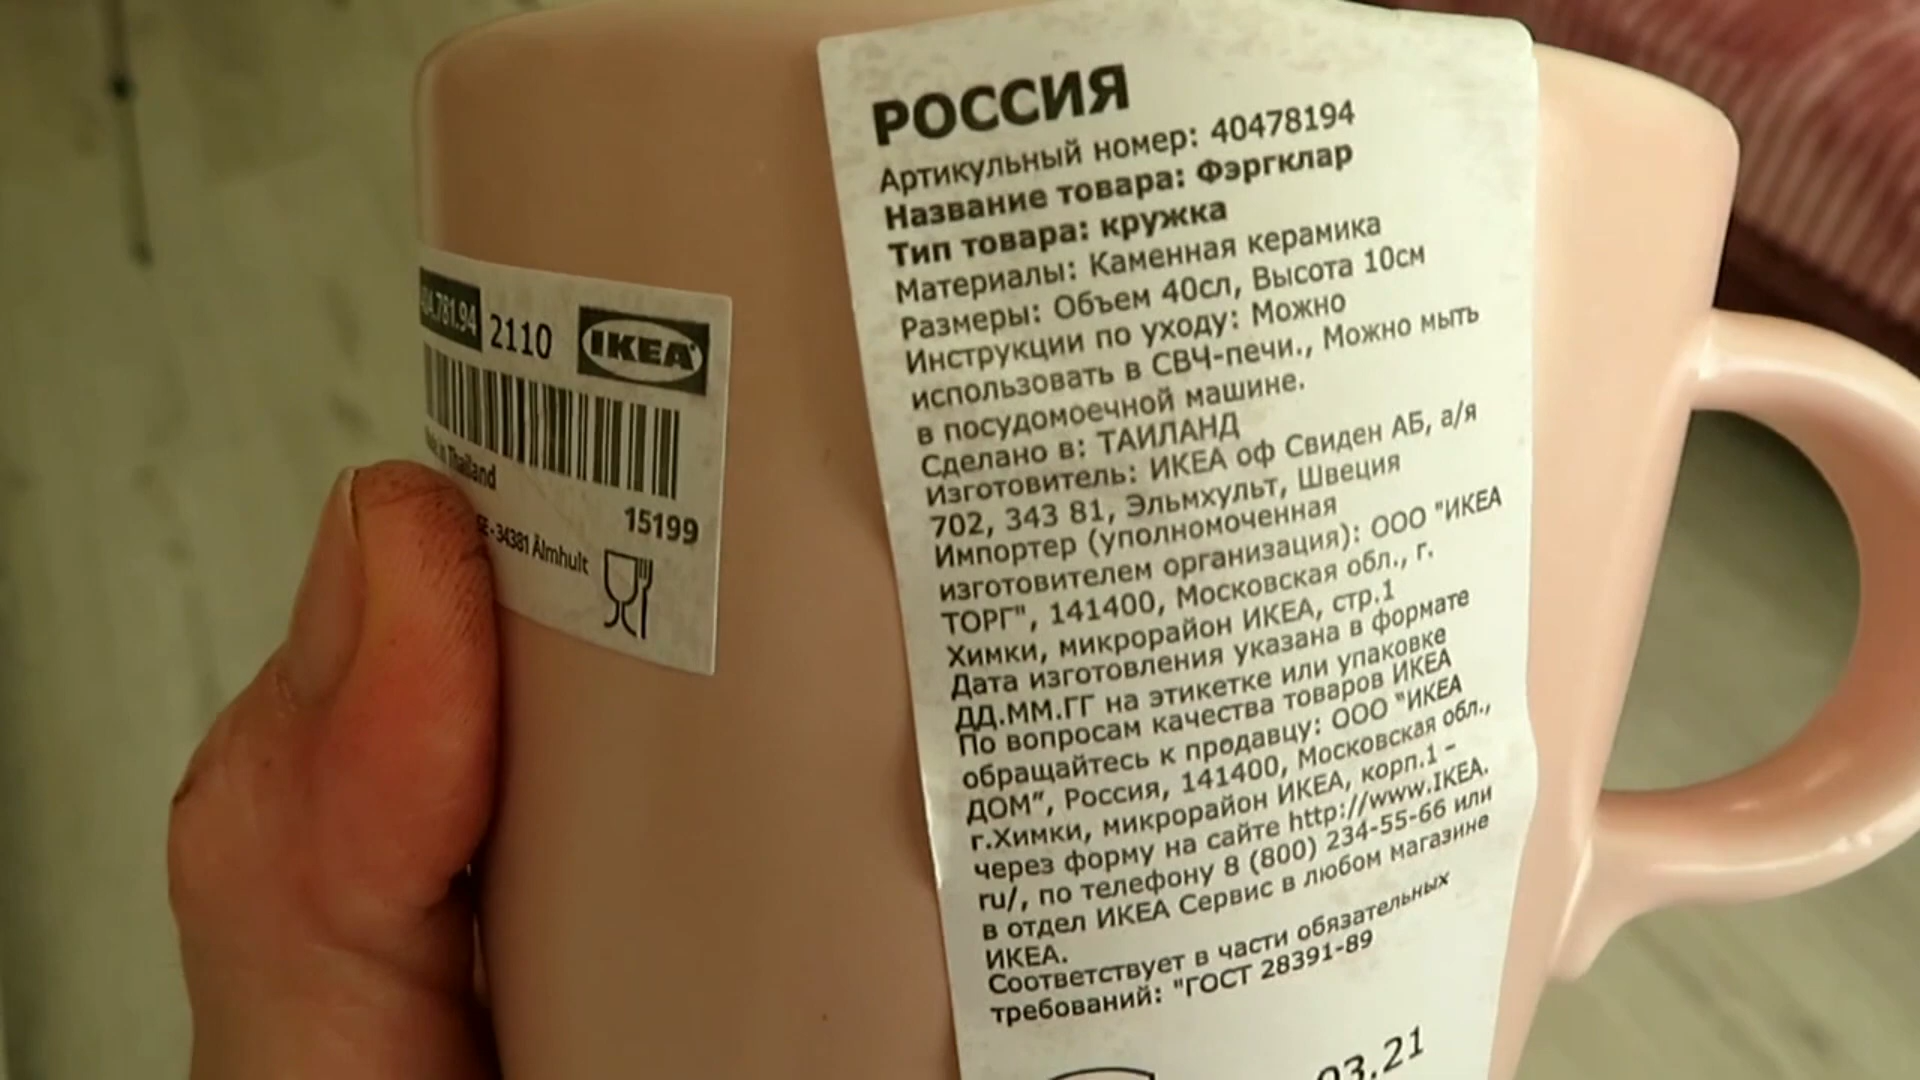 404.781.94
2110
IKEA
in Thailand
15199
SE - 34381 Älmhult
РОССИЯ
Артикульный номер: 40478194
Название товара: Фэргклар
Тип товара: кружка
Материалы: Каменная керамика
Размеры: Объем 40сл, Высота 10см
Инструкции по уходу: Можно
использовать в СВЧ-печи., Можно мыть
в посудомоечной машине.
Сделано в: ТАИЛАНД
Изготовитель: ИКЕА оф Свиден АБ, а/я
702, 343 81, Эльмхульт, Швеция
Импортер (уполномоченная
изготовителем организация): ООО "ИКЕА
ТОРГ", 141400, Московская обл., г.
Химки, микрорайон ИКЕА, стр.1
Дата изготовления указана в формате
ДД.ММ.ГГ на этикетке или упаковке
По вопросам качества товаров ИКЕА
обращайтесь к продавцу: ООО "ИКЕА
ДОМ", Россия, 141400, Московская обл.,
г.Химки, микрорайон ИКЕА, корп.1 –
через форму на сайте http://www.IKEA.
ru/, по телефону 8 (800) 234-55-66 или
в отдел ИКЕА Сервис в любом магазине
ИКЕА.
Соответствует в части обязательных
требований: "ГОСТ 28391-89
03.21